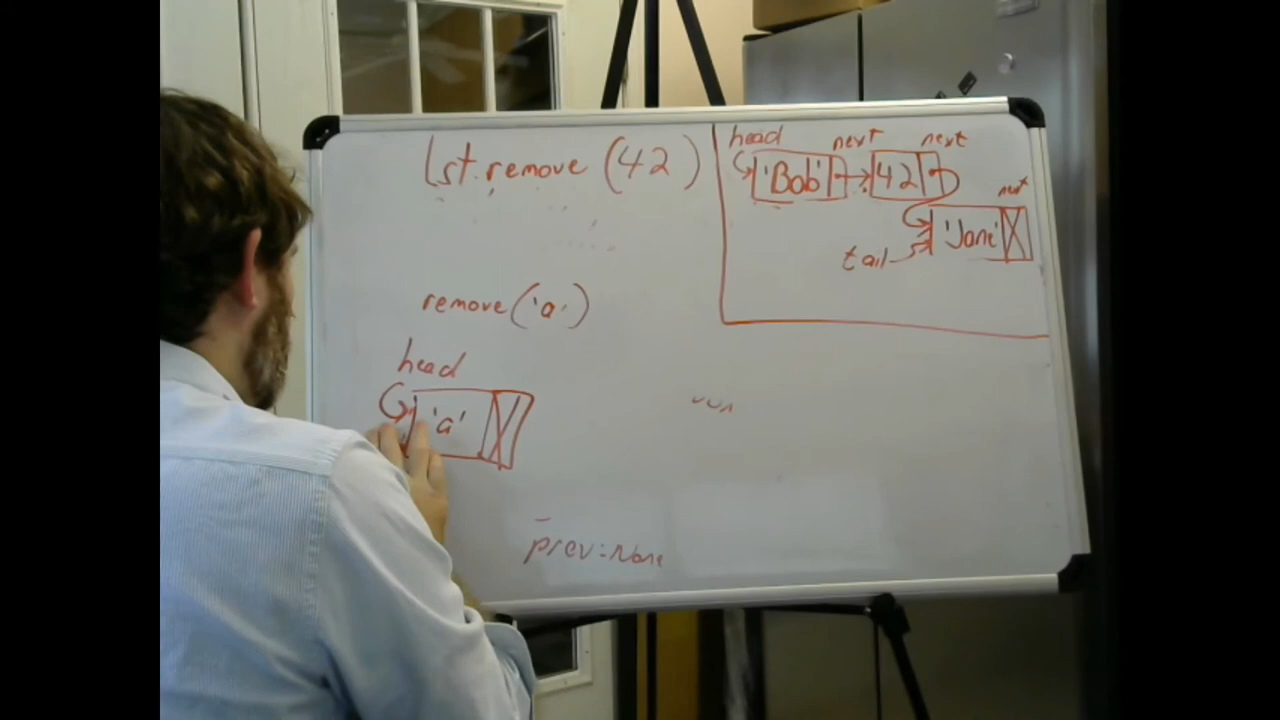 lst.remove(42)
head next next
'Bob' 42
next
'Jane'
tail
remove('a')
head
'a'
prev=None